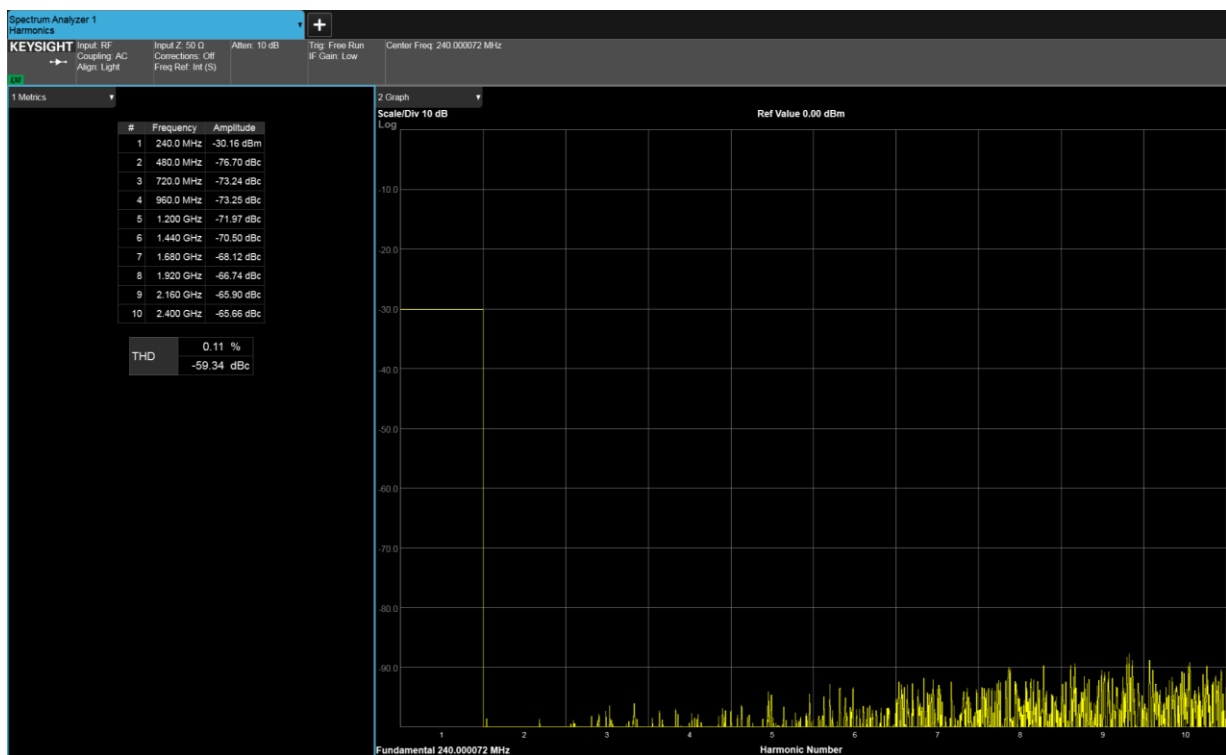 Spectrum Analyzer 1
Harmonics
+
KEYSIGHT
Input: RF
Coupling: AC
Align: Light
Input Z: 50 Ω
Corrections: Off
Freq Ref: Int (S)
Atten: 10 dB
Trig: Free Run
IF Gain: Low
Center Freq: 240.000072 MHz
LXI
1 Metrics
# Frequency Amplitude
1 240.0 MHz -30.16 dBm
2 480.0 MHz -76.70 dBc
3 720.0 MHz -73.24 dBc
4 960.0 MHz -73.25 dBc
5 1.200 GHz -71.97 dBc
6 1.440 GHz -70.50 dBc
7 1.680 GHz -68.12 dBc
8 1.920 GHz -66.74 dBc
9 2.160 GHz -65.90 dBc
10 2.400 GHz -65.66 dBc
THD
0.11 %
-59.34 dBc
2 Graph
Scale/Div 10 dB
Ref Value 0.00 dBm
Log
-10.0
-20.0
-30.0
-40.0
-50.0
-60.0
-70.0
-80.0
-90.0
1 2 3 4 5 6 7 8 9 10
Fundamental 240.000072 MHz
Harmonic Number